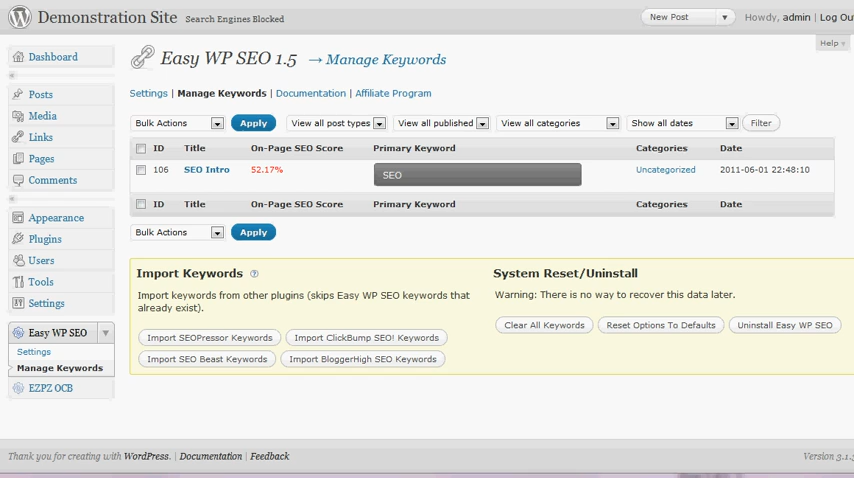 Demonstration Site Search Engines Blocked
New Post
Howdy, admin | Log Out
Help
Dashboard
Posts
Media
Links
Pages
Comments
Appearance
Plugins
Users
Tools
Settings
Easy WP SEO
Settings
Manage Keywords
EZPZ OCB
Easy WP SEO 1.5 → Manage Keywords
Settings | Manage Keywords | Documentation | Affiliate Program
Bulk Actions Apply View all post types View all published View all categories Show all dates Filter
ID Title On-Page SEO Score Primary Keyword Categories Date
106 SEO Intro 52.17% SEO Uncategorized 2011-06-01 22:48:10
ID Title On-Page SEO Score Primary Keyword Categories Date
Bulk Actions Apply
Import Keywords ?
Import keywords from other plugins (skips Easy WP SEO keywords that
already exist).
Import SEOPressor Keywords Import ClickBump SEO! Keywords
Import SEO Beast Keywords Import BloggerHigh SEO Keywords
System Reset/Uninstall
Warning: There is no way to recover this data later.
Clear All Keywords Reset Options To Defaults Uninstall Easy WP SEO
Thank you for creating with WordPress. | Documentation | Feedback
Version 3.1.